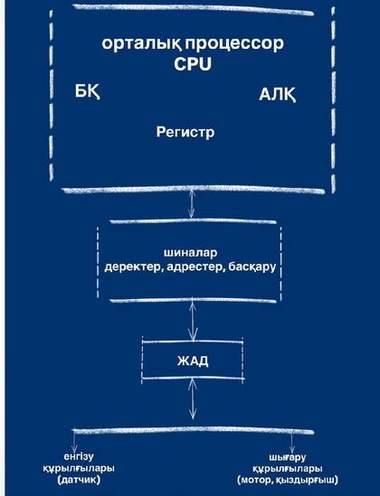 орталық процессор
CPU
БҚ
АЛҚ
Регистр
шиналар
деректер, адрестер, басқару
ЖАД
енгізу
құрылғылары
(датчик)
шығару
құрылғылары
(мотор, қыздырғыш)